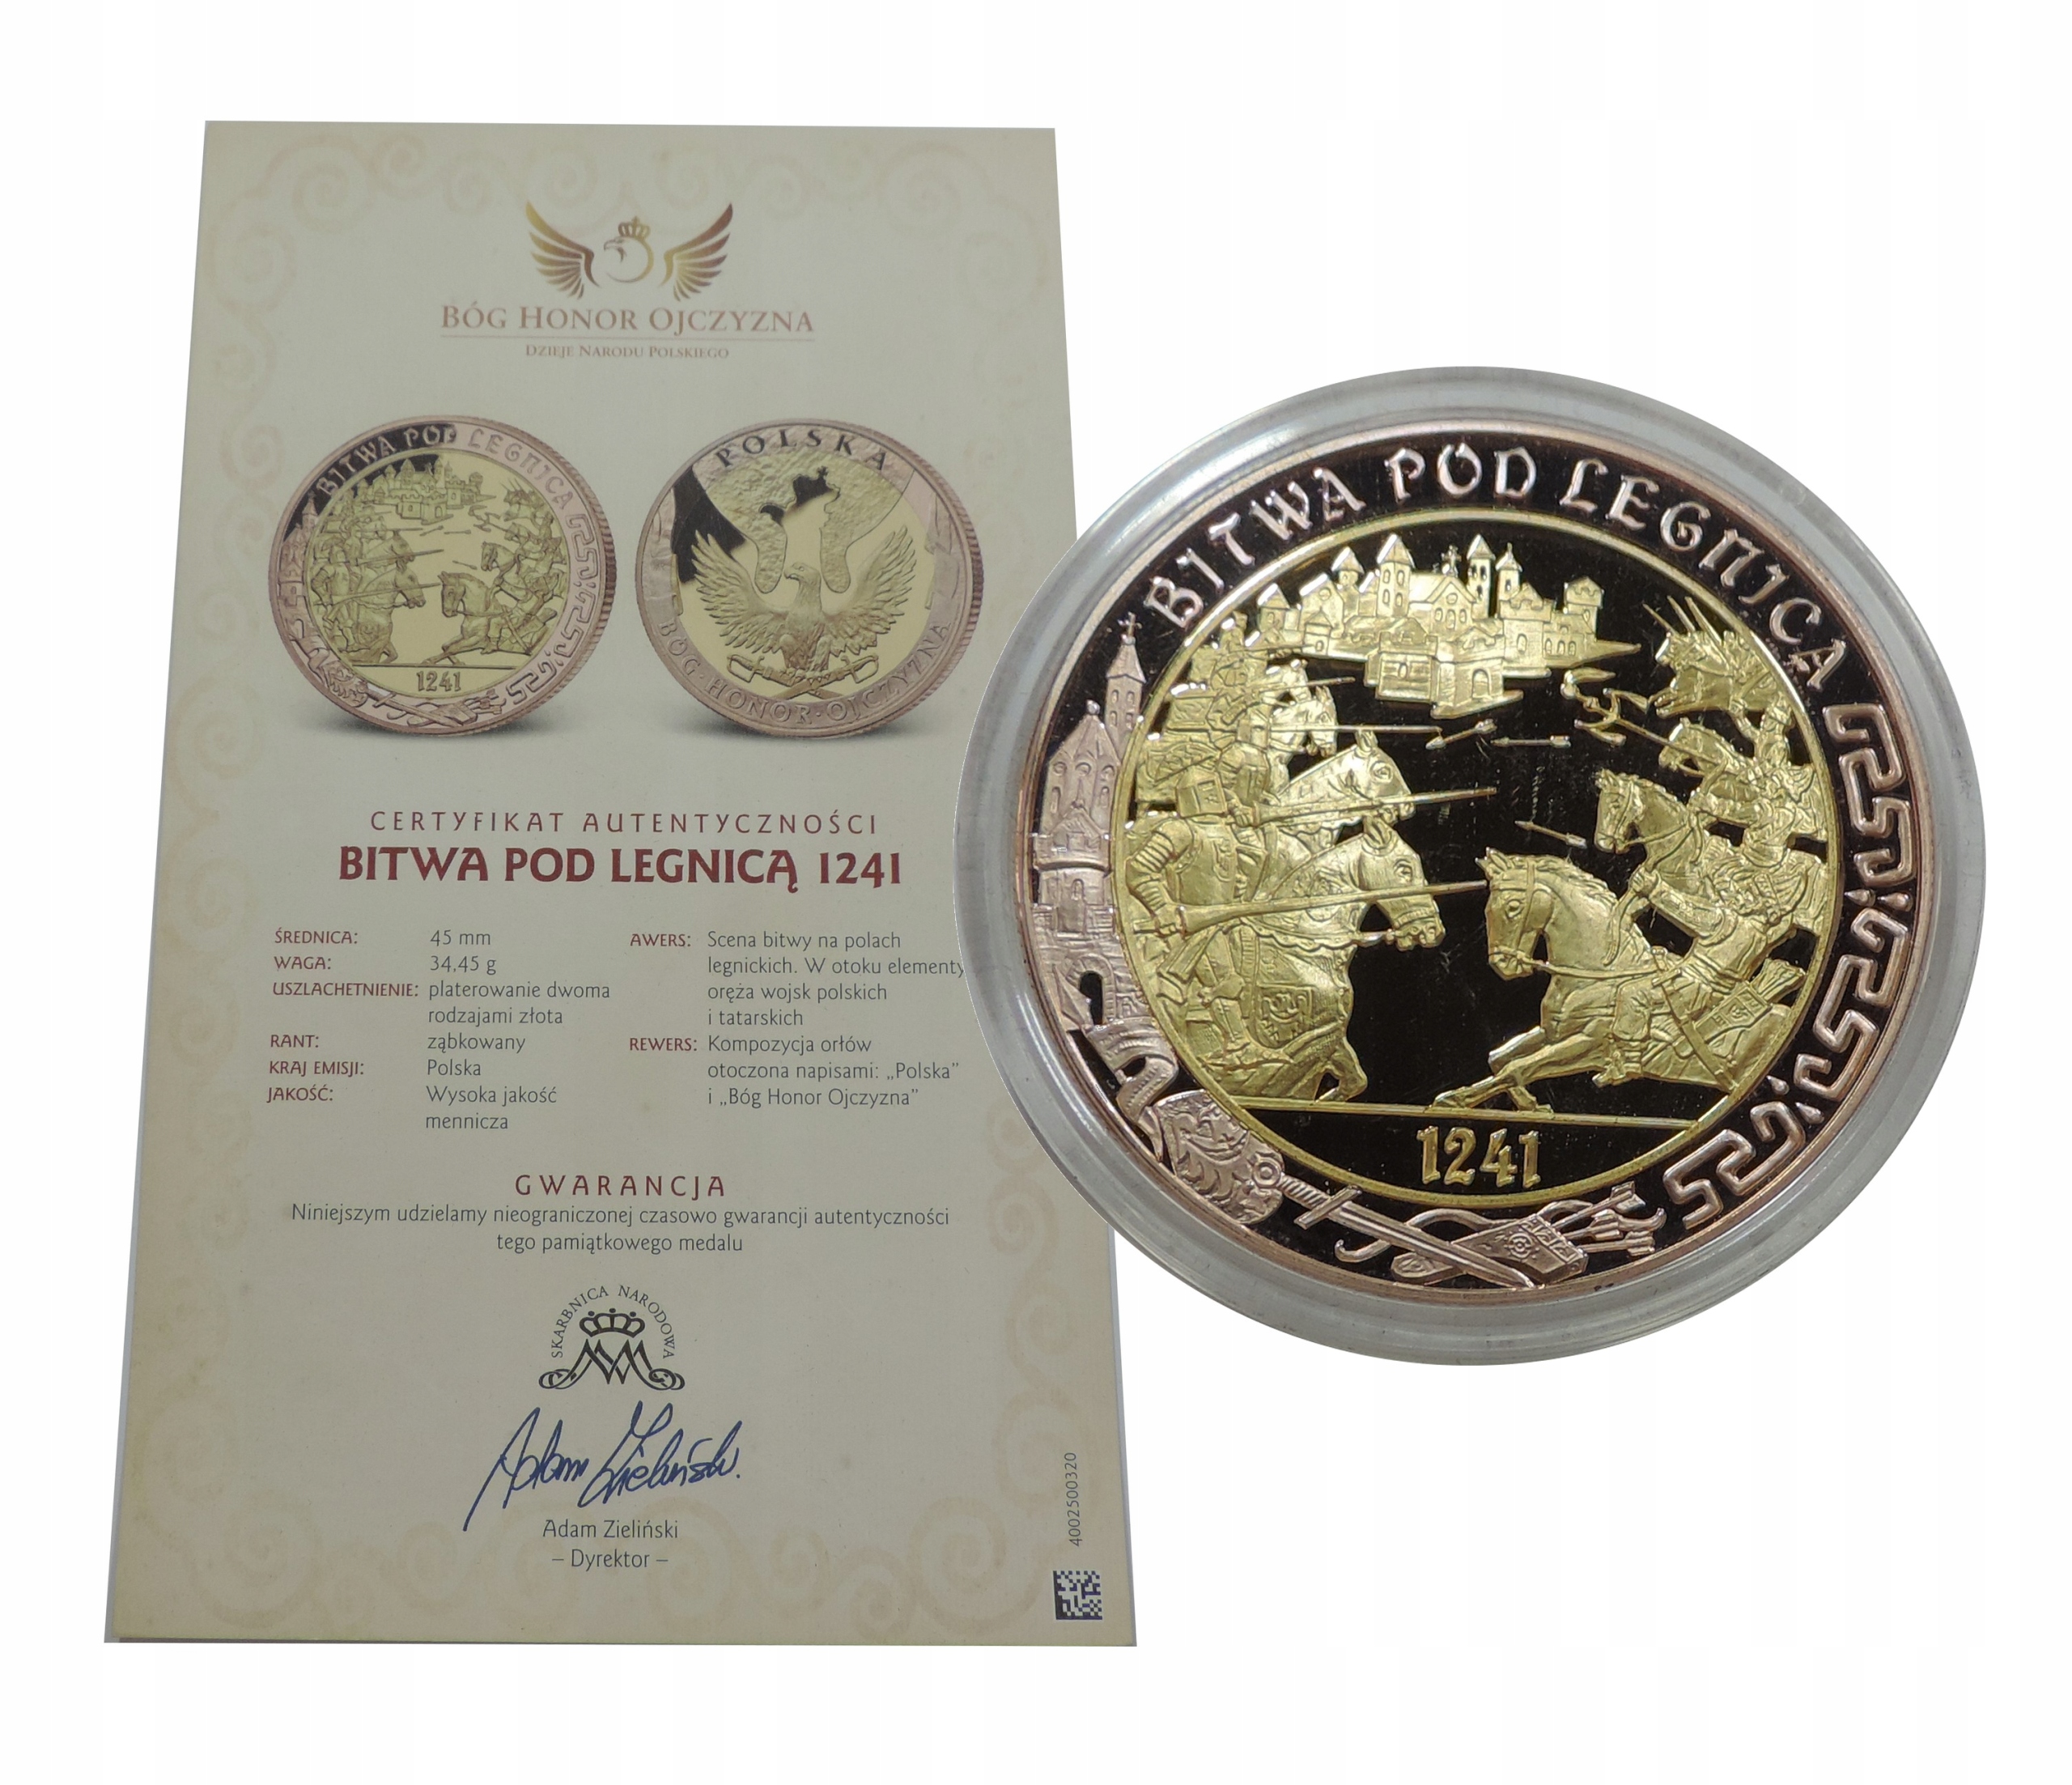 BÓG HONOR OJCZYZNA
DZIEJE NARODU POLSKIEGO
BITWA POD LEGNICĄ
1241
POLSKA
BÓG · HONOR · OJCZYZNA
CERTYFIKAT AUTENTYCZNOŚCI
BITWA POD LEGNICĄ 1241
ŚREDNICA: 45 mm
WAGA: 34,45 g
USZLACHETNIENIE: platerowanie dwoma
rodzajami złota
RANT: ząbkowany
KRAJ EMISJI: Polska
JAKOŚĆ: Wysoka jakość
mennicza
AWERS: Scena bitwy na polach
legnickich. W otoku elementy
oręża wojsk polskich
i tatarskich
REWERS: Kompozycja orłów
otoczona napisami: „Polska”
i „Bóg Honor Ojczyzna”
GWARANCJA
Niniejszym udzielamy nieograniczonej czasowo gwarancji autentyczności
tego pamiątkowego medalu
SKARBNICA NARODOWA
Adam Zieliński
Adam Zieliński
– Dyrektor –
4002500320
BITWA POD LEGNICĄ
1241